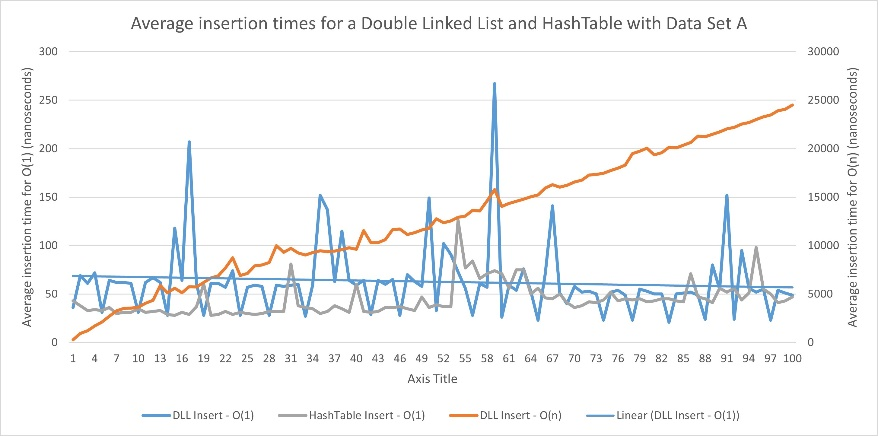 Average insertion times for a Double Linked List and HashTable with Data Set A
Average insertion time for O(1) (nanoseconds)
300
250
200
150
100
50
0
30000
25000
20000
15000
10000
5000
0
Average insertion time for O(n) (nanoseconds)
1 4 7 10 13 16 19 22 25 28 31 34 37 40 43 46 49 52 55 58 61 64 67 70 73 76 79 82 85 88 91 94 97 100
Axis Title
DLL Insert - O(1) HashTable Insert - O(1) DLL Insert - O(n) Linear (DLL Insert - O(1))